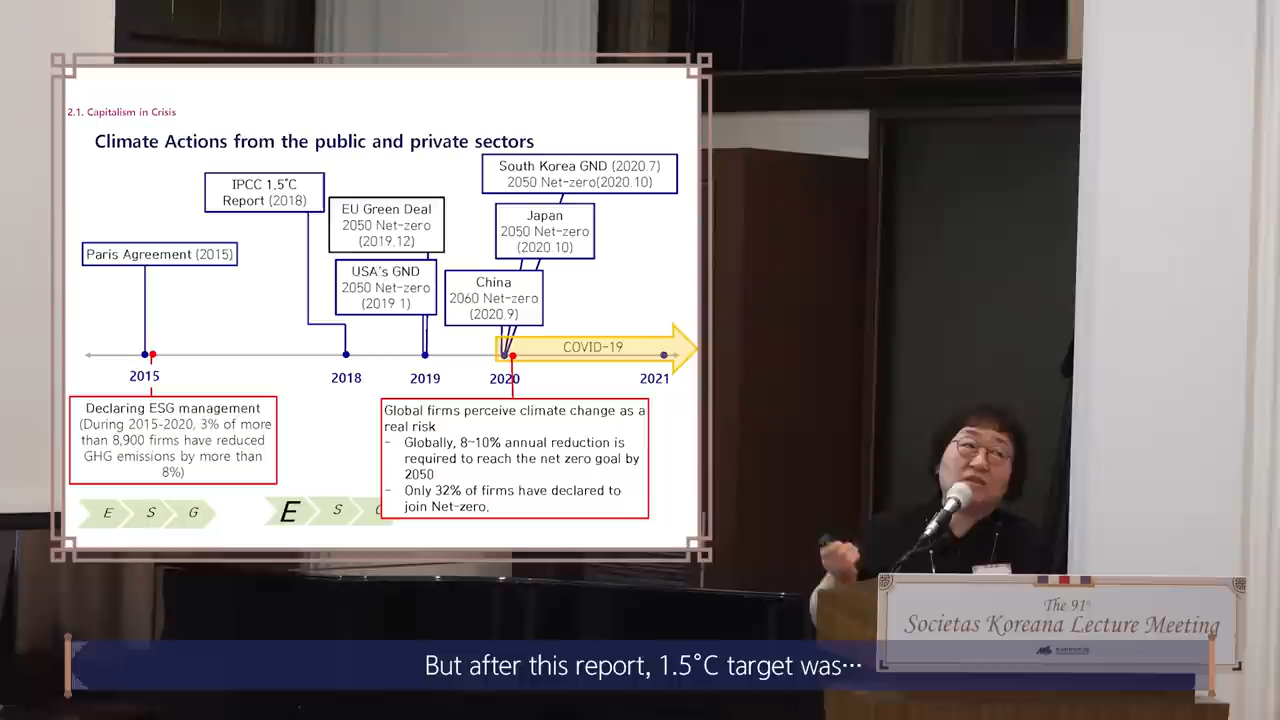 2.1. Capitalism in Crisis
Climate Actions from the public and private sectors
South Korea GND (2020.7)
2050 Net-zero(2020.10)
IPCC 1.5˚C
Report (2018)
EU Green Deal
2050 Net-zero
(2019.12)
Japan
2050 Net-zero
(2020.10)
Paris Agreement (2015)
USA's GND
2050 Net-zero
(2019 1)
China
2060 Net-zero
(2020.9)
COVID-19
2015
2018
2019
2020
2021
Declaring ESG management
(During 2015-2020, 3% of more
than 8,900 firms have reduced
GHG emissions by more than
8%)
Global firms perceive climate change as a
real risk
- Globally, 8~10% annual reduction is
required to reach the net zero goal by
2050
- Only 32% of firms have declared to
join Net-zero.
E S G
E S
The 91st
Societas Koreana Lecture Meeting
But after this report, 1.5˚C target was…